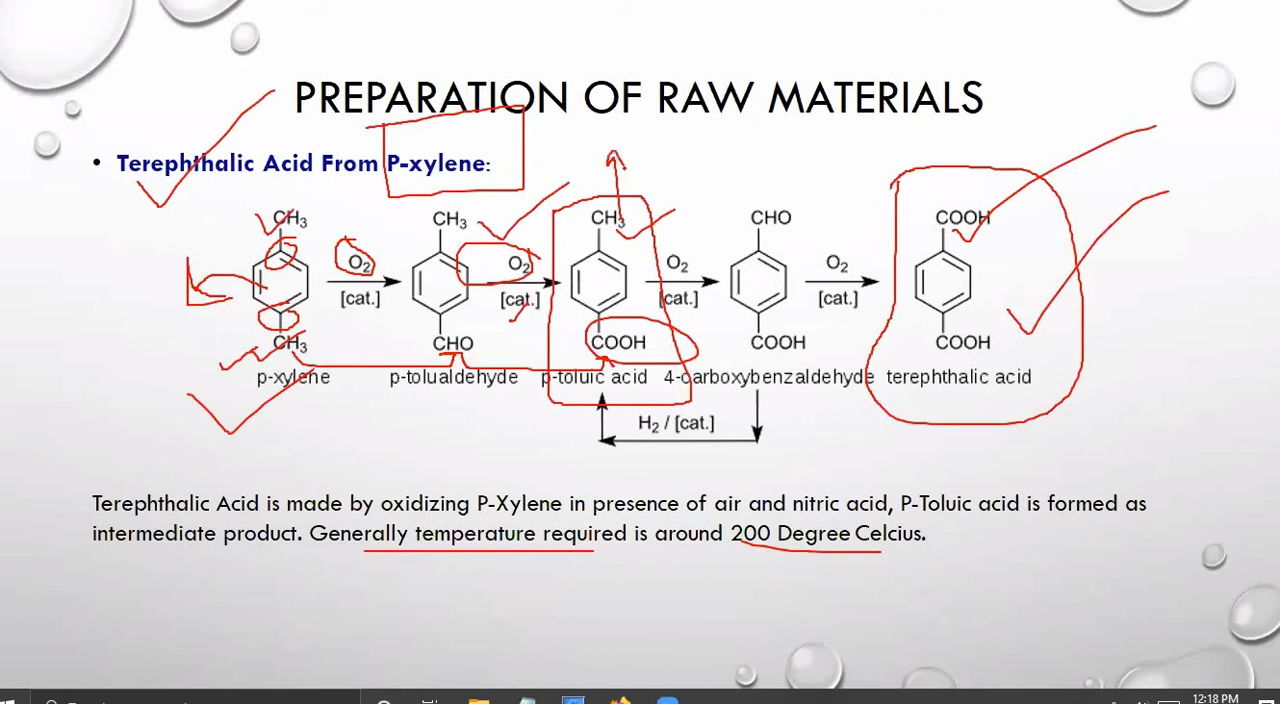 PREPARATION OF RAW MATERIALS
• Terephthalic Acid From P-xylene:
CH3 CH3 CH3 CHO COOH
O2 O2 O2 O2
[cat.] [cat.] [cat.] [cat.]
CH3 CHO COOH COOH COOH
p-xylene p-tolualdehyde p-toluic acid 4-carboxybenzaldehyde terephthalic acid
H2 / [cat.]
Terephthalic Acid is made by oxidizing P-Xylene in presence of air and nitric acid, P-Toluic acid is formed as
intermediate product. Generally temperature required is around 200 Degree Celcius.
12:18 PM